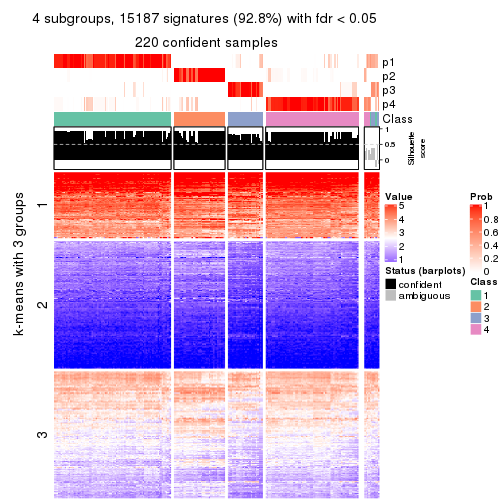 4 subgroups, 15187 signatures (92.8%) with fdr < 0.05
220 confident samples
p1
p2
p3
p4
Class
1
0.5
0
Silhouette
score
k-means with 3 groups
1
2
3
Value
5
4
3
2
1
Status (barplots)
confident
ambiguous
Prob
1
0.8
0.6
0.4
0.2
0
Class
1
2
3
4